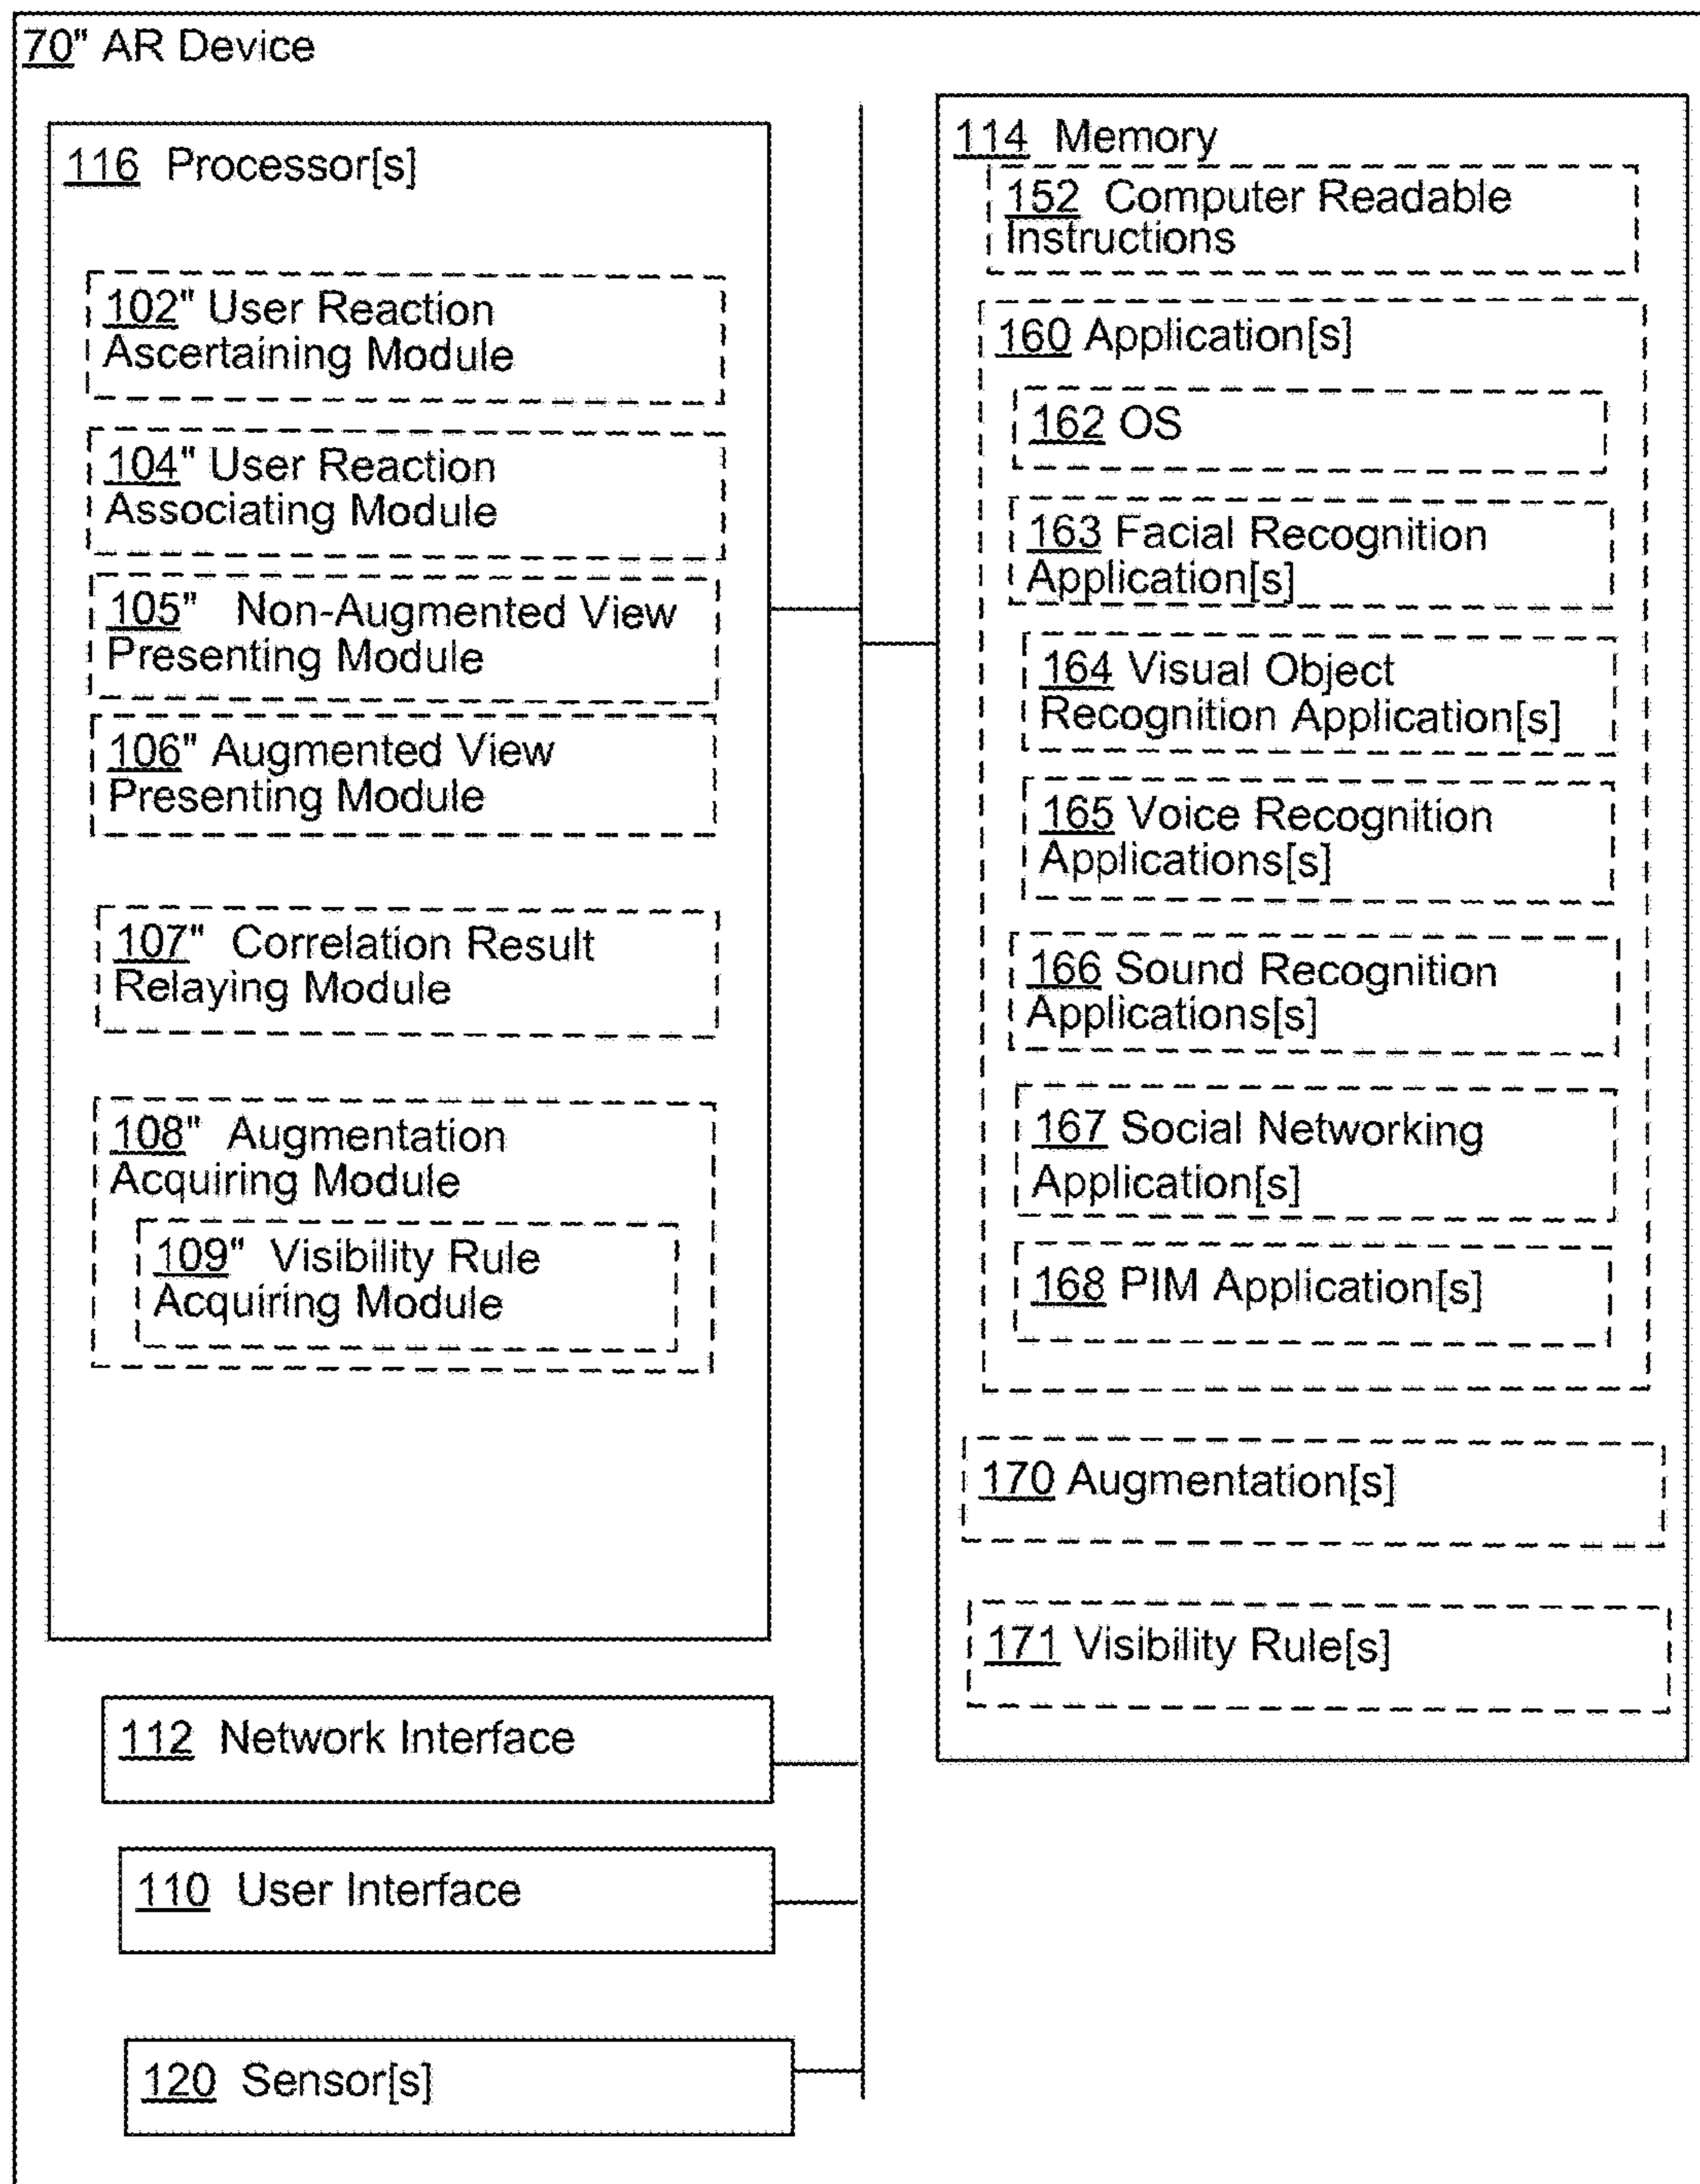 70" AR Device
116 Processor[s]
102" User Reaction
Ascertaining Module
104" User Reaction
Associating Module
105" Non-Augmented View
Presenting Module
106" Augmented View
Presenting Module
107" Correlation Result
Relaying Module
108" Augmentation
Acquiring Module
109" Visibility Rule
Acquiring Module
112 Network Interface
110 User Interface
120 Sensor[s]
114 Memory
152 Computer Readable
Instructions
160 Application[s]
162 OS
163 Facial Recognition
Application[s]
164 Visual Object
Recognition Application[s]
165 Voice Recognition
Applications[s]
166 Sound Recognition
Applications[s]
167 Social Networking
Application[s]
168 PIM Application[s]
170 Augmentation[s]
171 Visibility Rule[s]